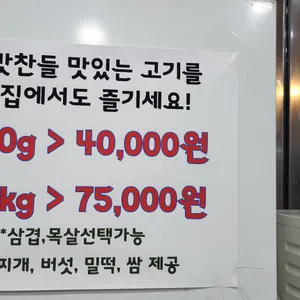 맛찬들 맛있는 고기를
집에서도 즐기세요!
0g > 40,000원
kg > 75,000원
*삼겹,목살선택가능
찌개, 버섯, 밀떡, 쌈 제공